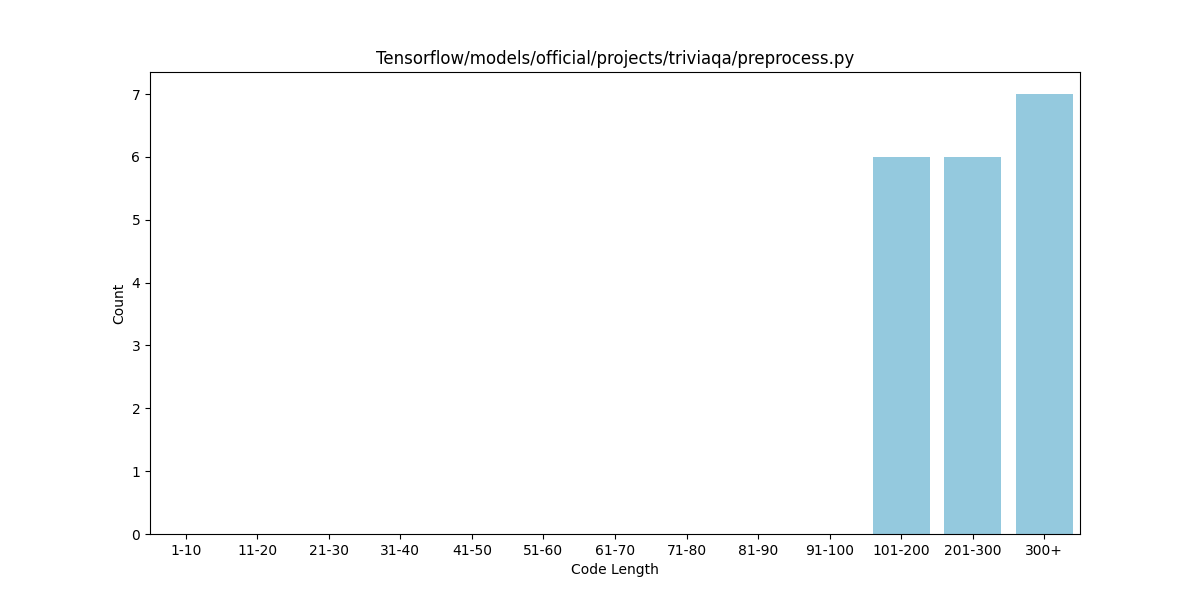 Tensorflow/models/official/projects/triviaqa/preprocess.py
7
6
5
4
3
2
1
0
Count
1-10 11-20 21-30 31-40 41-50 51-60 61-70 71-80 81-90 91-100 101-200 201-300 300+
Code Length